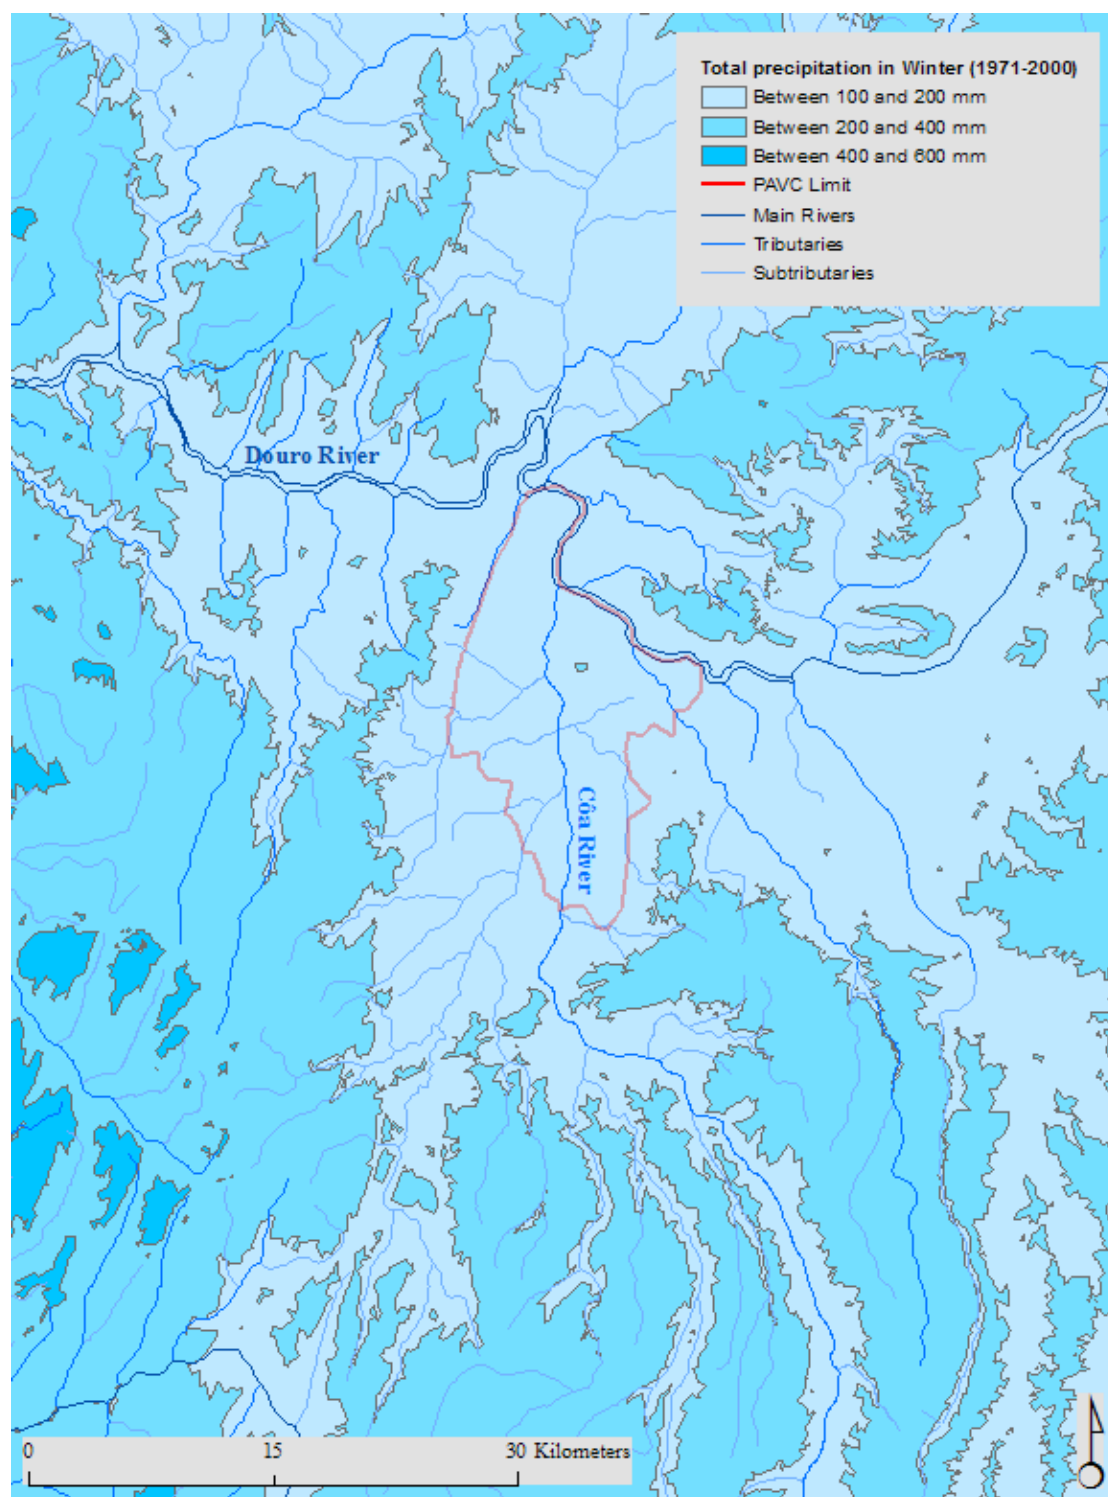 Total precipitation in Winter (1971-2000)
Between 100 and 200 mm
Between 200 and 400 mm
Between 400 and 600 mm
PAVC Limit
Main Rivers
Tributaries
Subtributaries
Douro River
Côa River
0 15 30 Kilometers